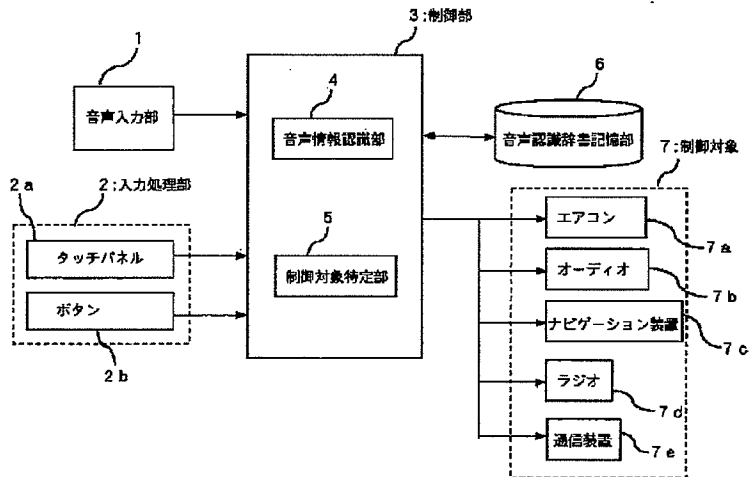 3:制御部
1
音声入力部
4
音声情報認識部
6
音声認識辞書記憶部
2a
2:入力処理部
タッチパネル
ボタン
2b
5
制御対象特定部
7:制御対象
エアコン
7a
オーディオ
7b
ナビゲーション装置
7c
ラジオ
7d
通信装置
7e